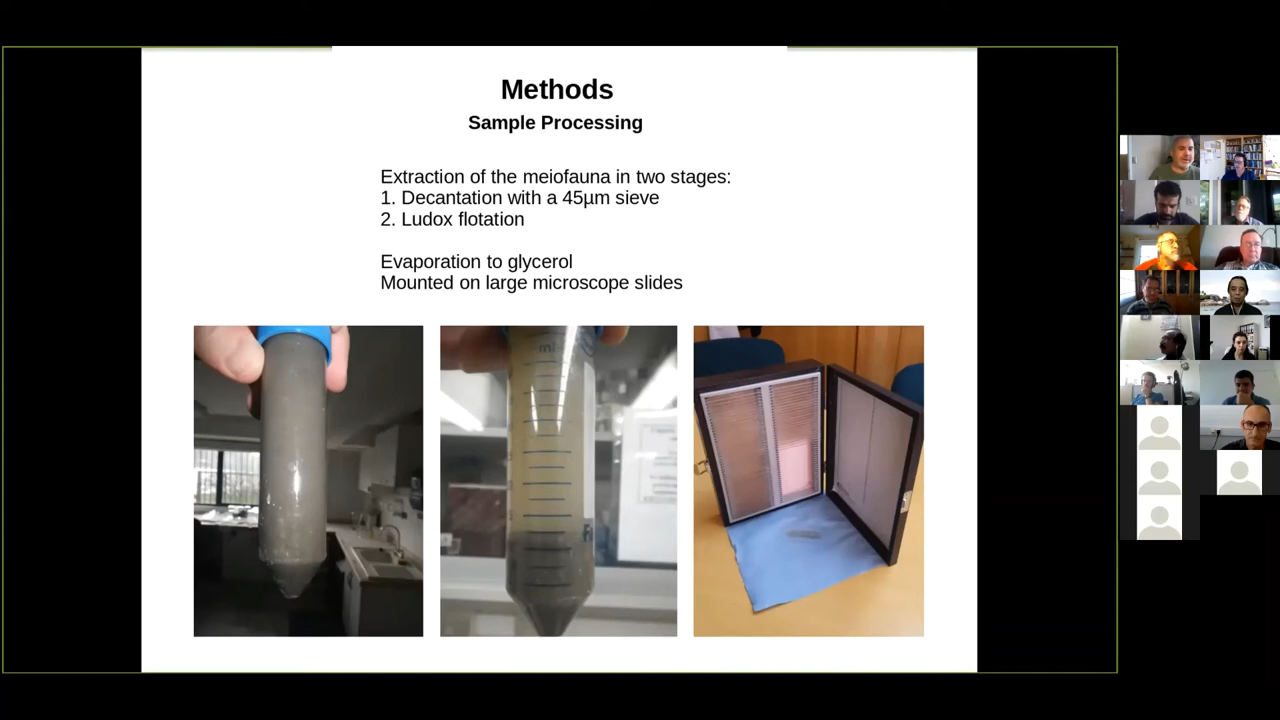 Methods
Sample Processing
Extraction of the meiofauna in two stages:
1. Decantation with a 45µm sieve
2. Ludox flotation
Evaporation to glycerol
Mounted on large microscope slides
ml